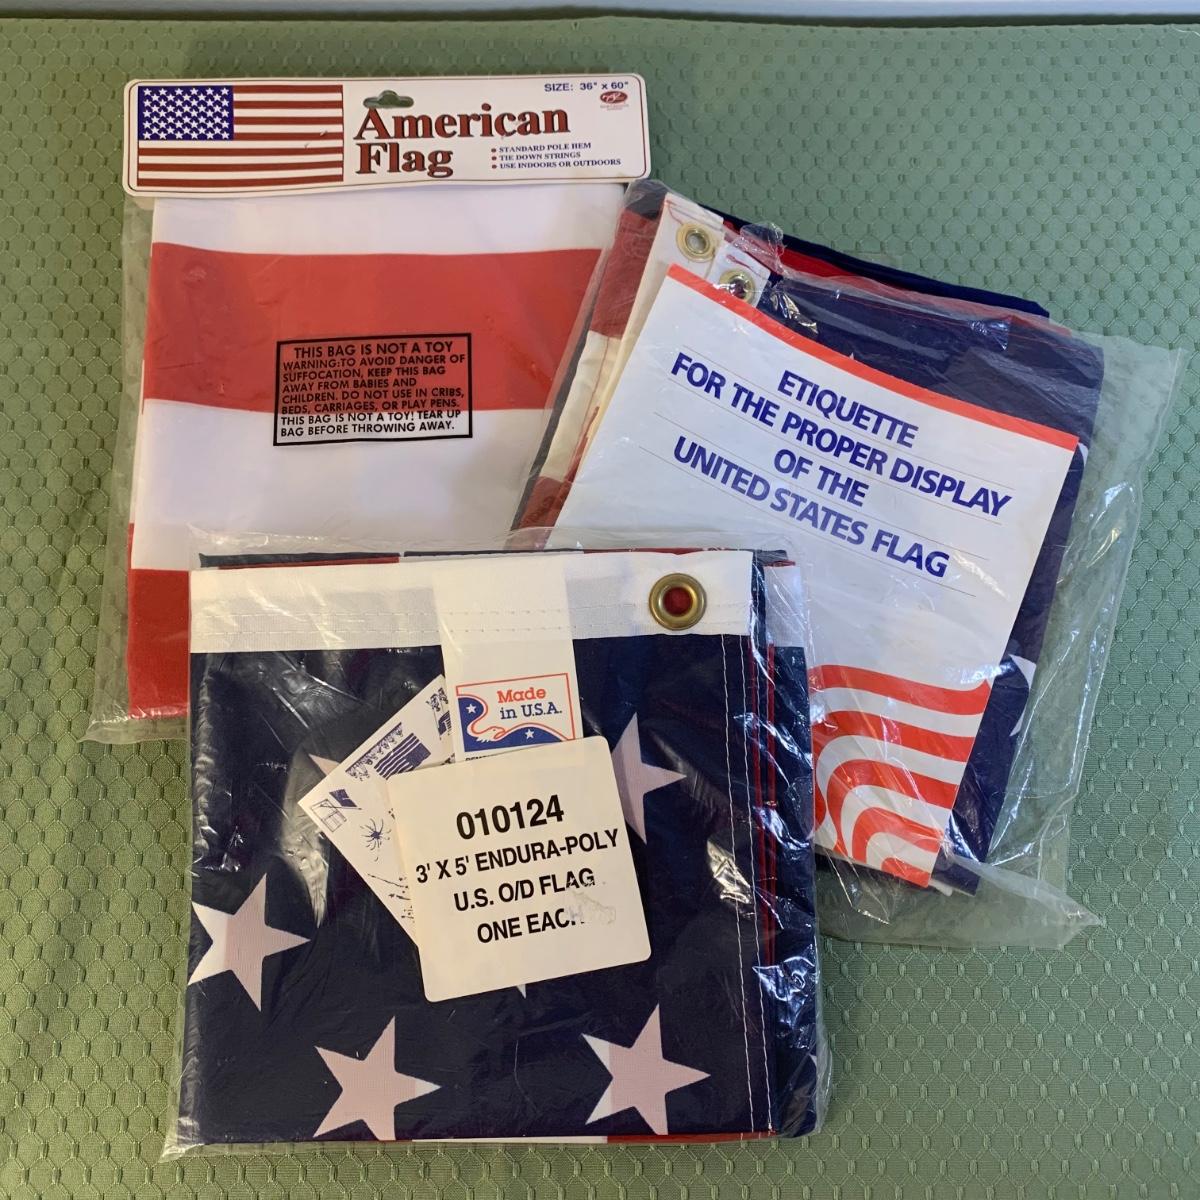 SIZE: 36" x 60"
American
Flag
• STANDARD POLE HEM
• TIE DOWN STRINGS
• USE INDOORS OR OUTDOORS
THIS BAG IS NOT A TOY
WARNING:TO AVOID DANGER OF
SUFFOCATION, KEEP THIS BAG
AWAY FROM BABIES AND
CHILDREN. DO NOT USE IN CRIBS,
BEDS, CARRIAGES, OR PLAY PENS.
THIS BAG IS NOT A TOY! TEAR UP
BAG BEFORE THROWING AWAY.
ETIQUETTE
FOR THE PROPER DISPLAY
OF THE
UNITED STATES FLAG
Made
in U.S.A.
010124
3' X 5' ENDURA-POLY
U.S. O/D FLAG
ONE